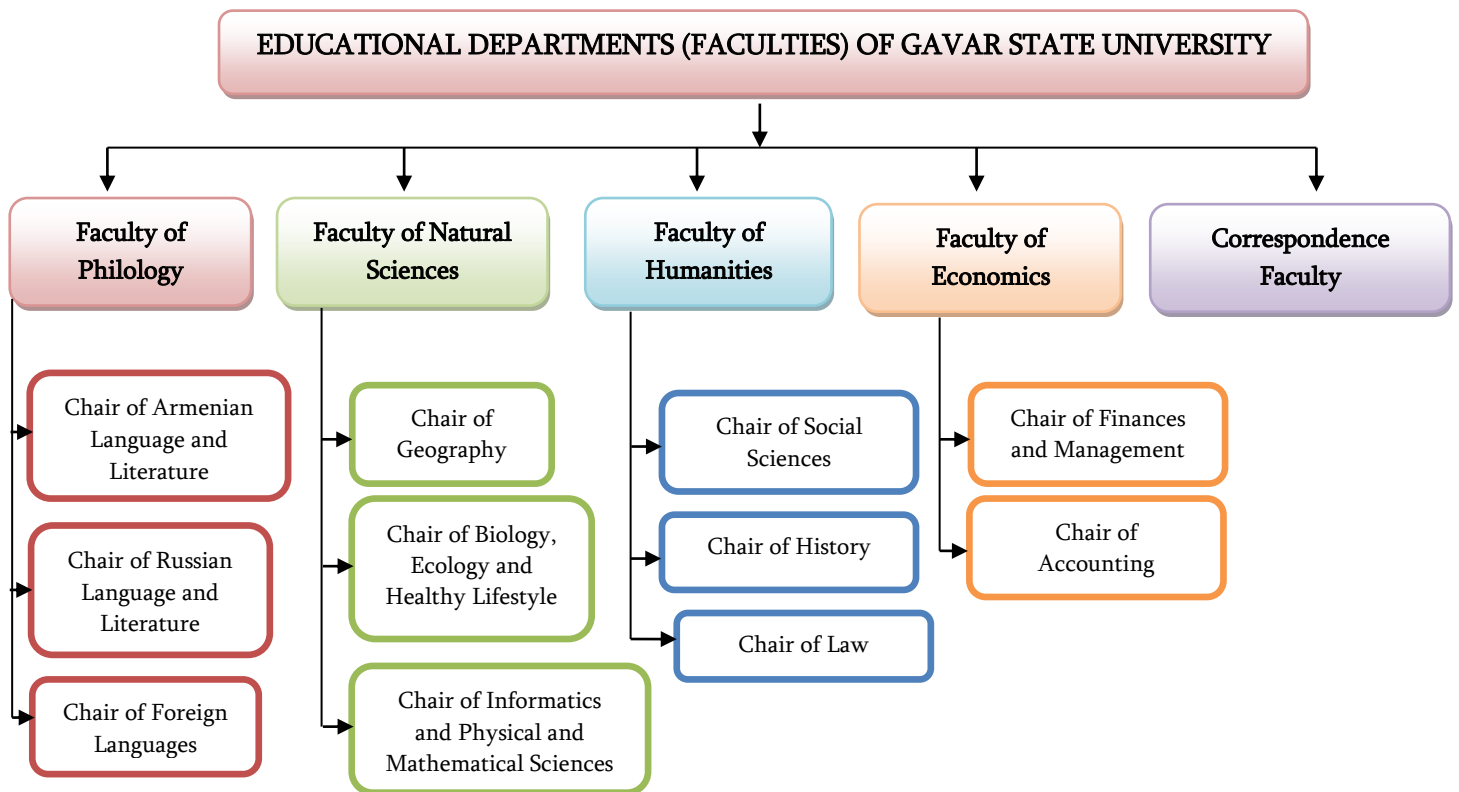 EDUCATIONAL DEPARTMENTS (FACULTIES) OF GAVAR STATE UNIVERSITY
Faculty of
Philology
Faculty of Natural
Sciences
Faculty of
Humanities
Faculty of
Economics
Correspondence
Faculty
Chair of Armenian
Language and
Literature
Chair of Russian
Language and
Literature
Chair of Foreign
Languages
Chair of
Geography
Chair of Biology,
Ecology and
Healthy Lifestyle
Chair of Informatics
and Physical and
Mathematical Sciences
Chair of Social
Sciences
Chair of History
Chair of Law
Chair of Finances
and Management
Chair of
Accounting